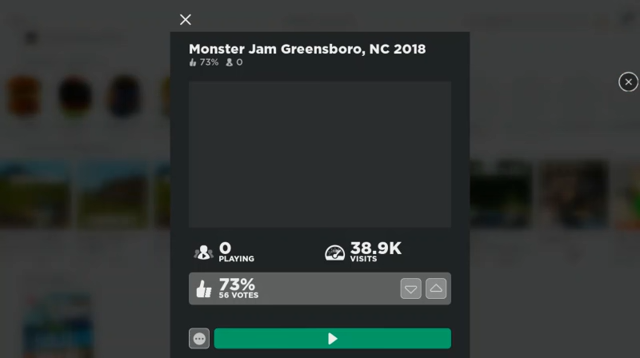 Monster Jam Greensboro, NC 2018
73% 0
0
PLAYING
38.9K
VISITS
73%
56 VOTES